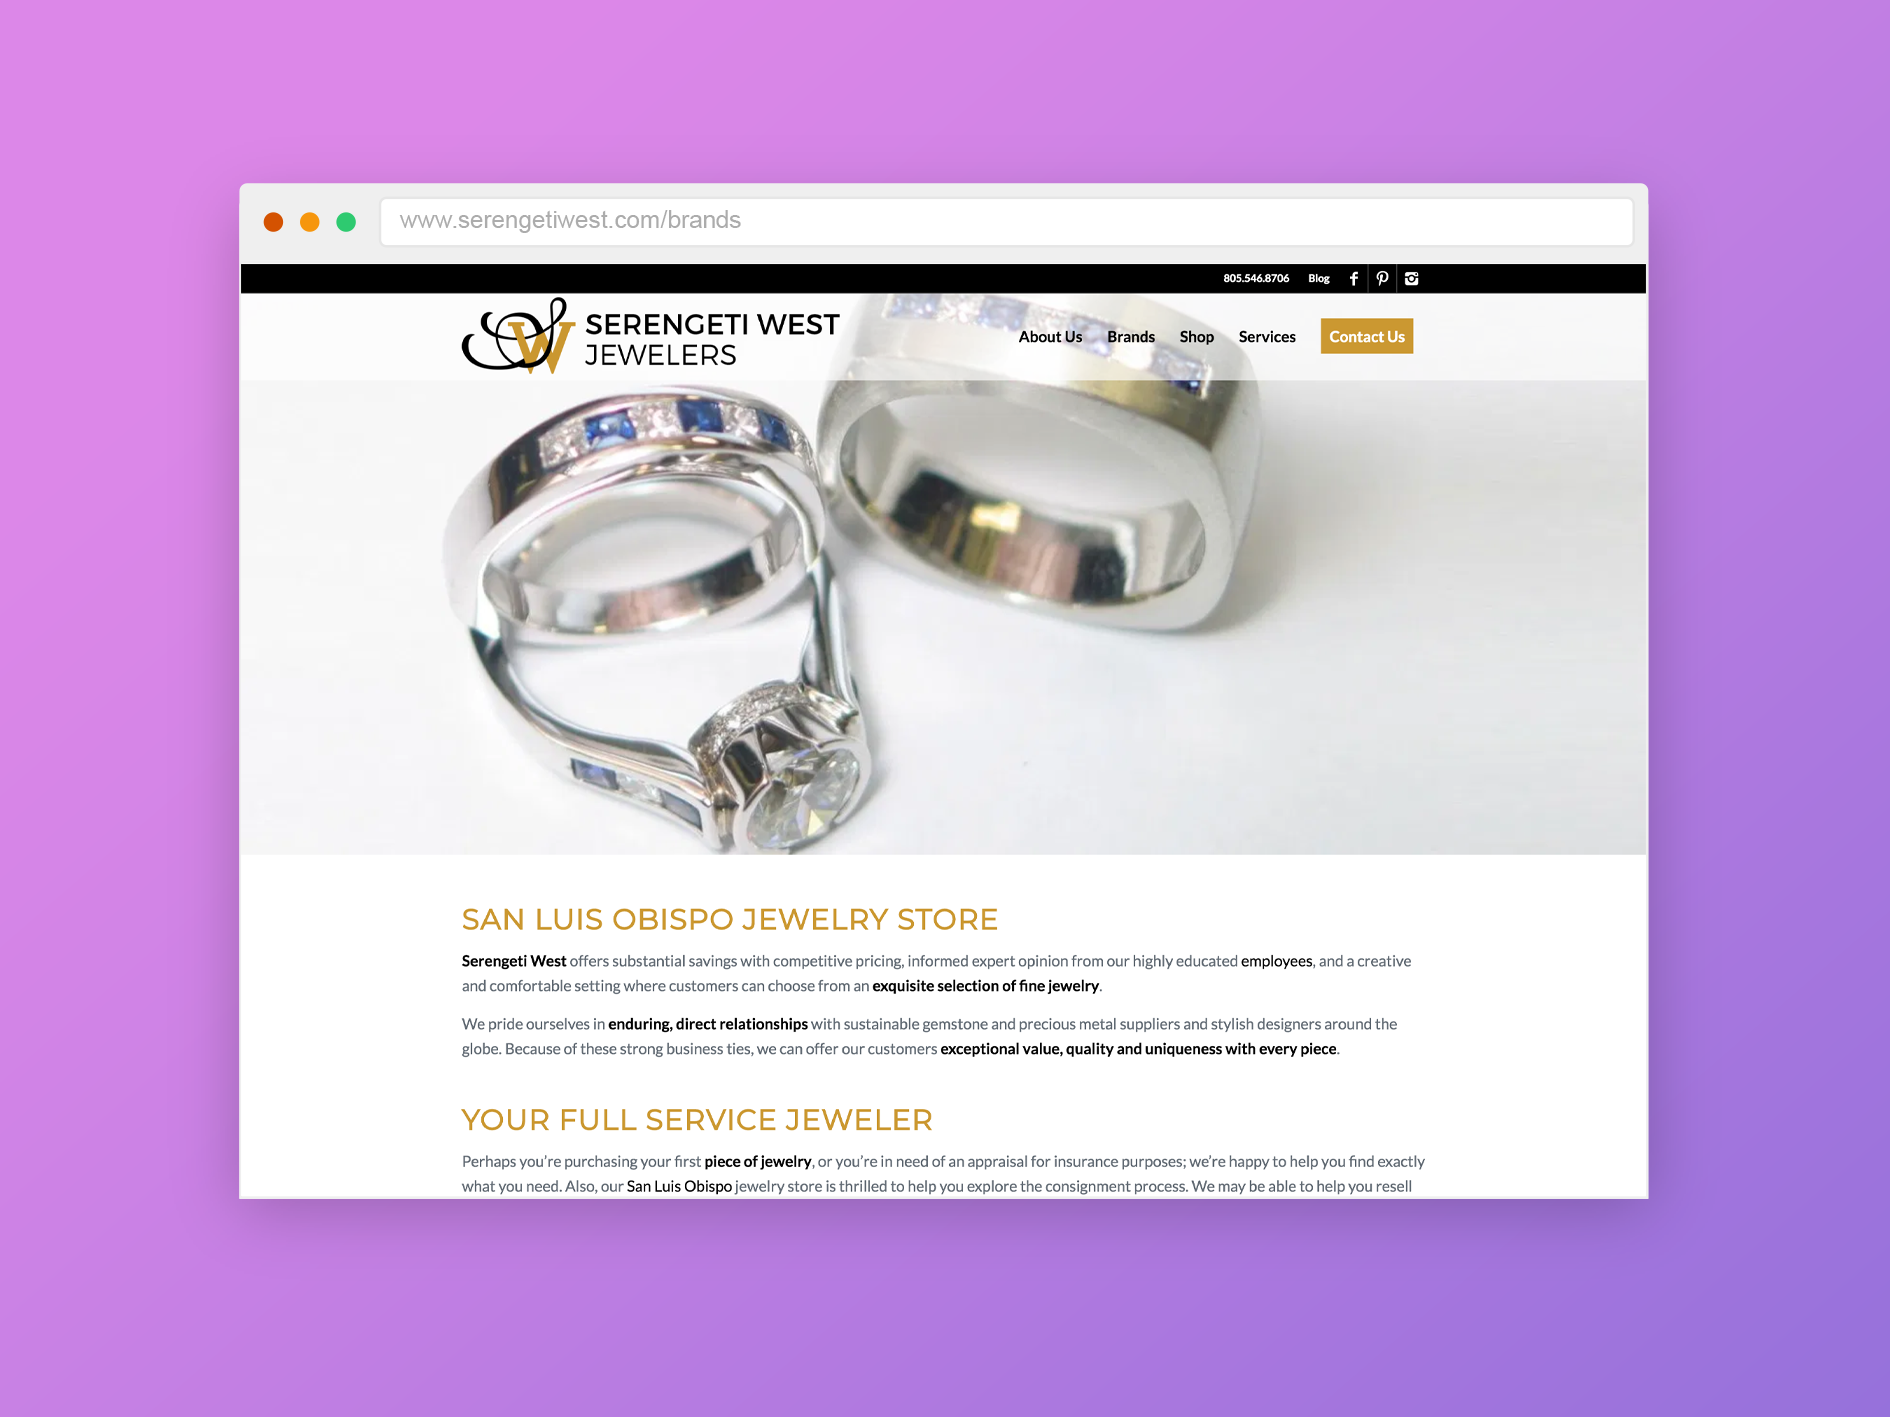 www.serengetiwest.com/brands
805.546.8706 Blog
SERENGETI WEST
JEWELERS
About Us Brands Shop Services Contact Us
SAN LUIS OBISPO JEWELRY STORE
Serengeti West offers substantial savings with competitive pricing, informed expert opinion from our highly educated employees, and a creative
and comfortable setting where customers can choose from an exquisite selection of fine jewelry.
We pride ourselves in enduring, direct relationships with sustainable gemstone and precious metal suppliers and stylish designers around the
globe. Because of these strong business ties, we can offer our customers exceptional value, quality and uniqueness with every piece.
YOUR FULL SERVICE JEWELER
Perhaps you're purchasing your first piece of jewelry, or you're in need of an appraisal for insurance purposes; we're happy to help you find exactly
what you need. Also, our San Luis Obispo jewelry store is thrilled to help you explore the consignment process. We may be able to help you resell